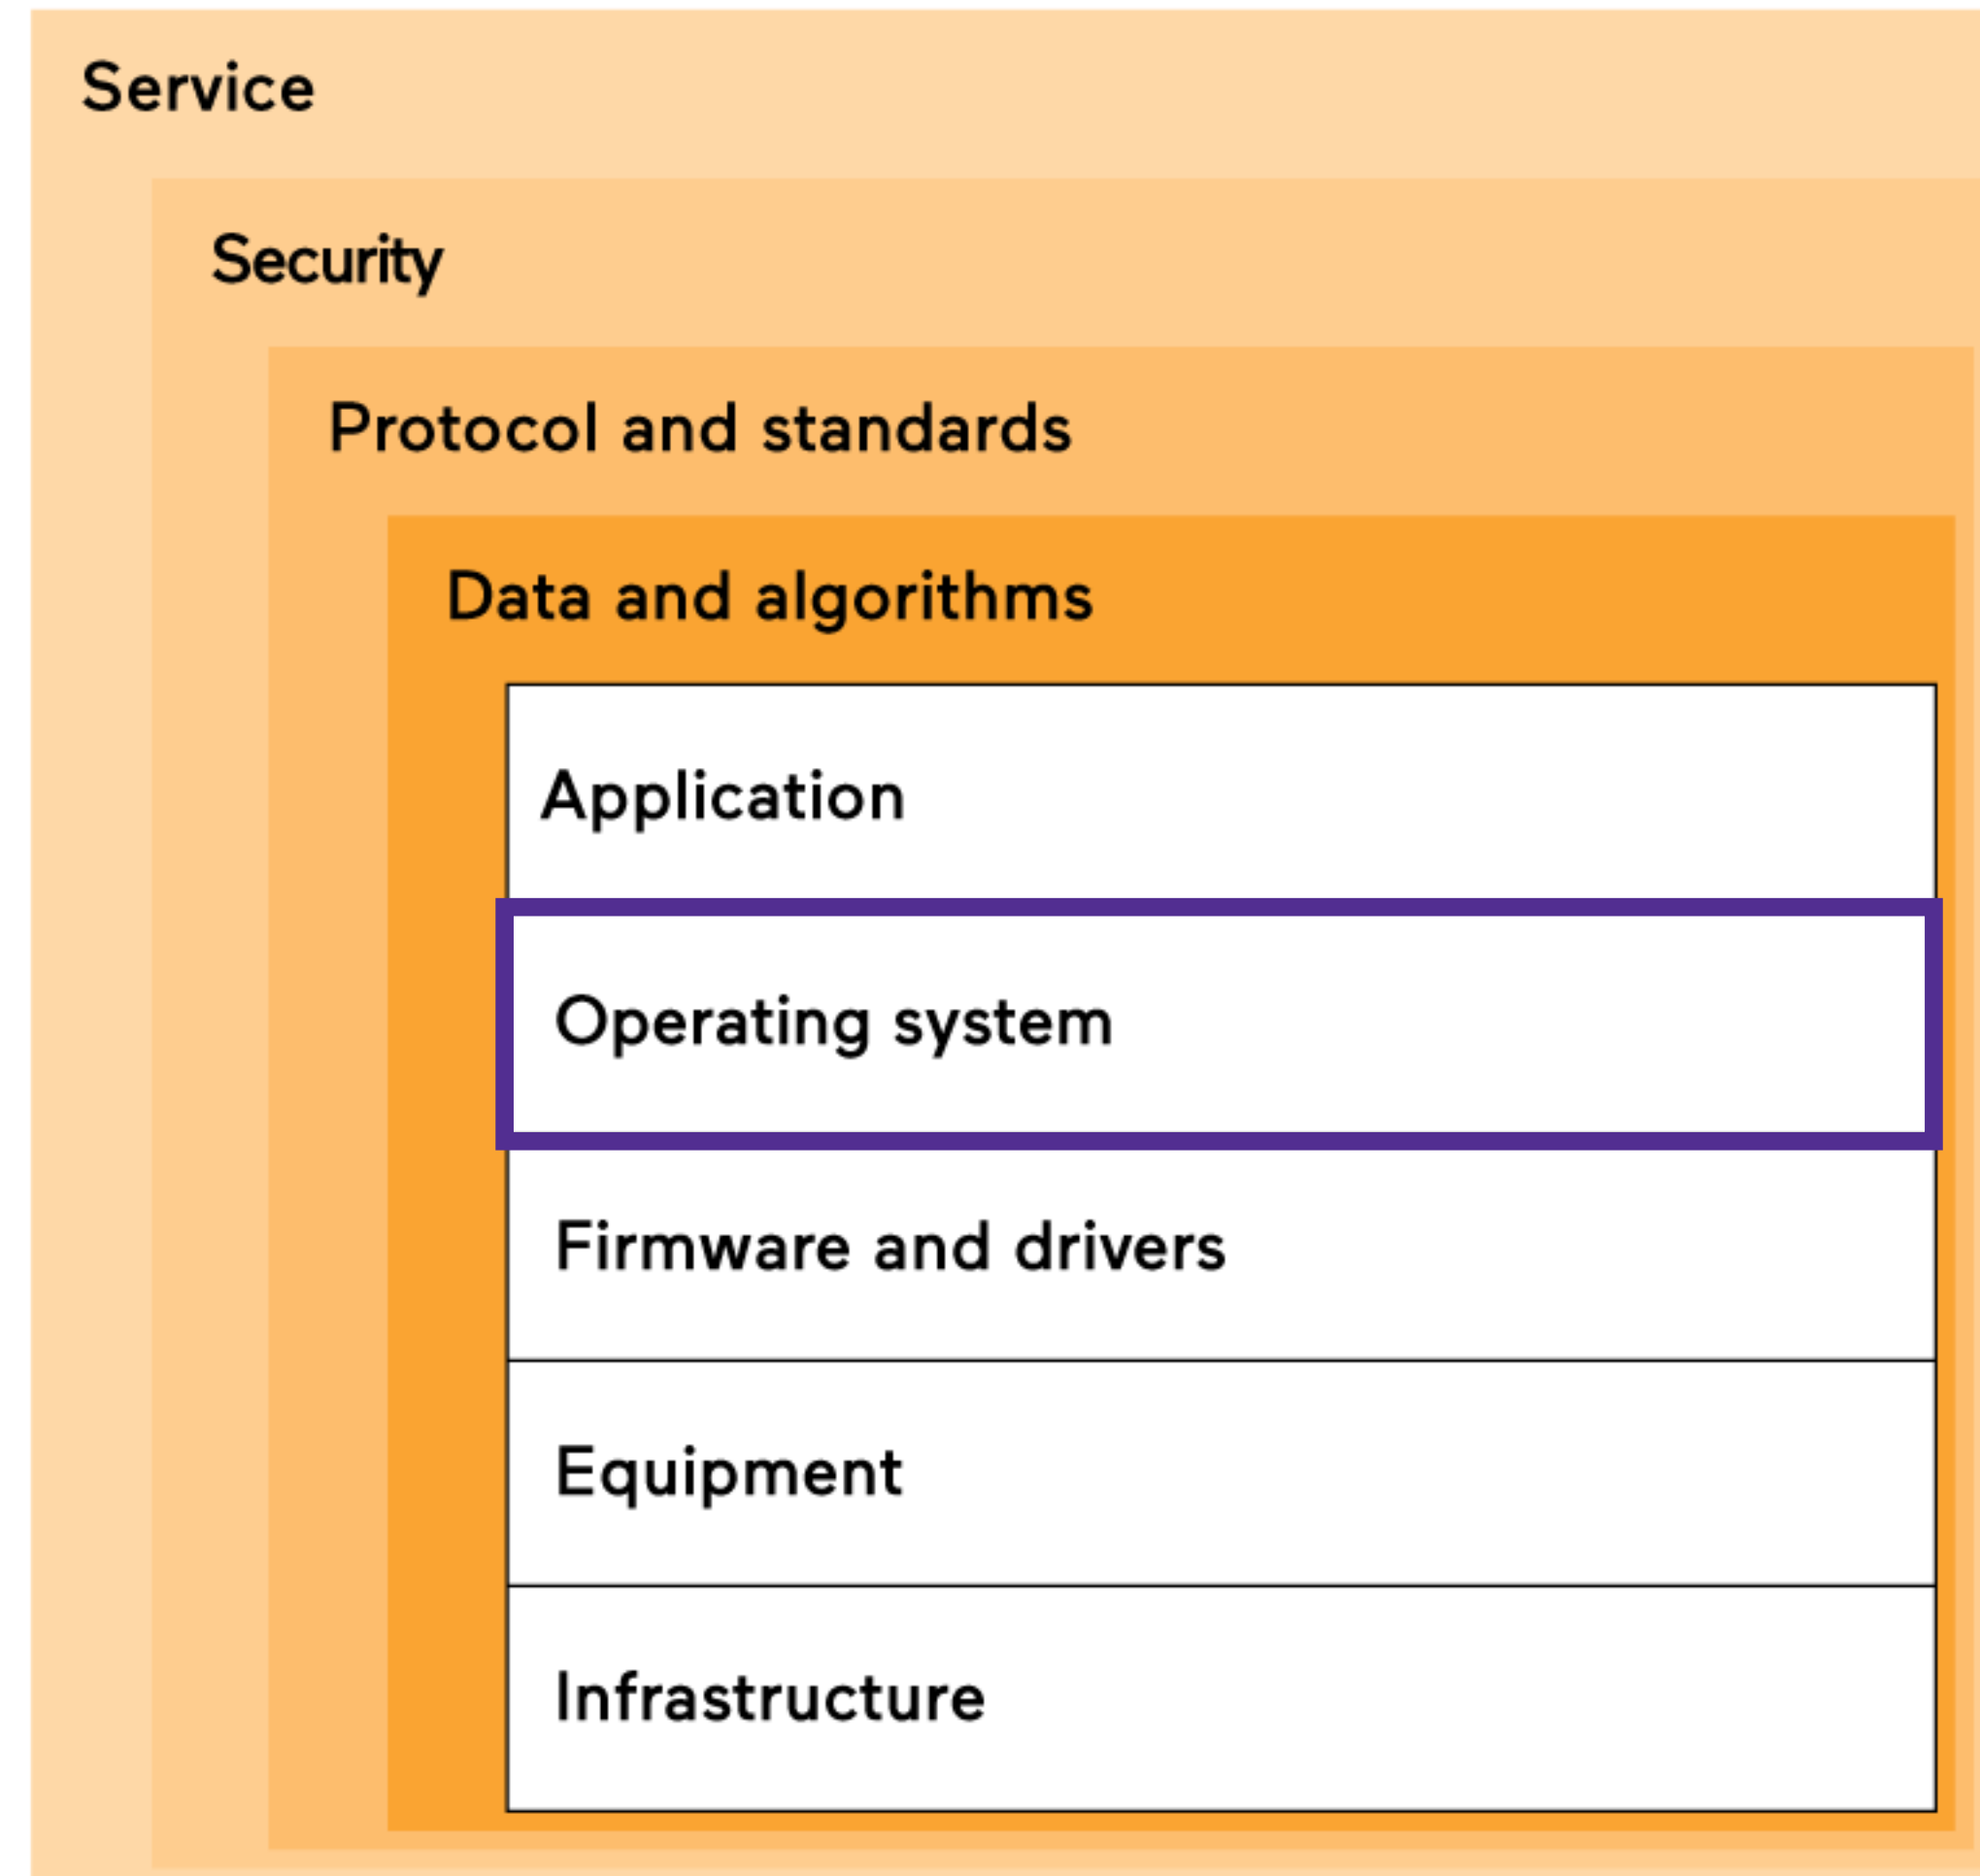 Service
Security
Protocol and standards
Data and algorithms
Application
Operating system
Firmware and drivers
Equipment
Infrastructure